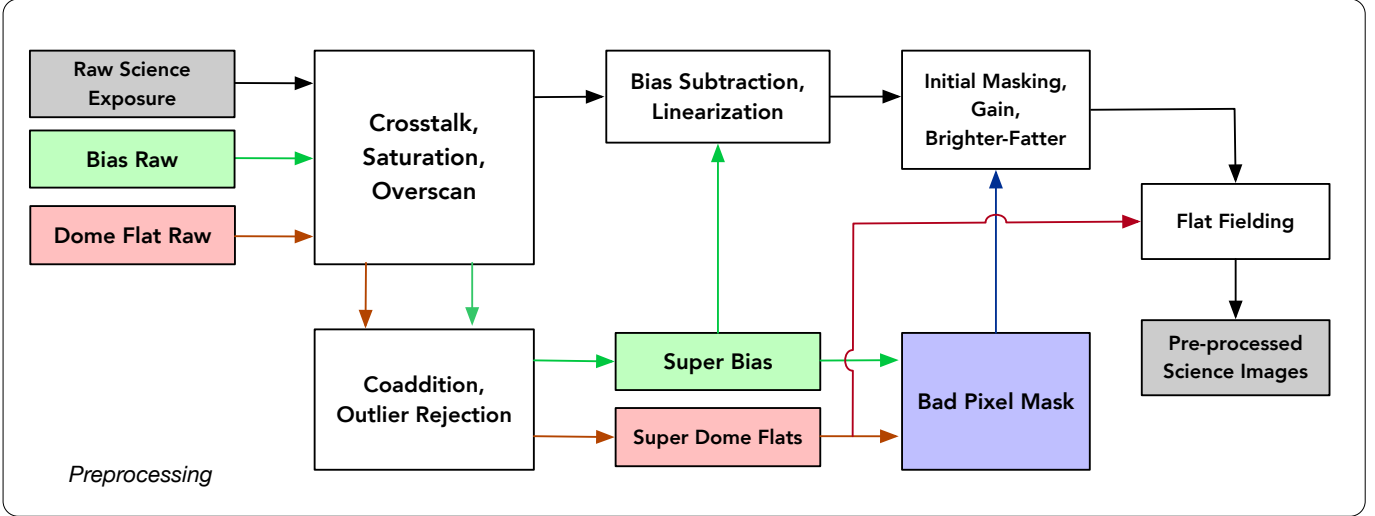 Raw Science
Exposure
Bias Raw
Dome Flat Raw
Crosstalk,
Saturation,
Overscan
Bias Subtraction,
Linearization
Initial Masking,
Gain,
Brighter-Fatter
Flat Fielding
Coaddition,
Outlier Rejection
Super Bias
Super Dome Flats
Bad Pixel Mask
Pre-processed
Science Images
Preprocessing